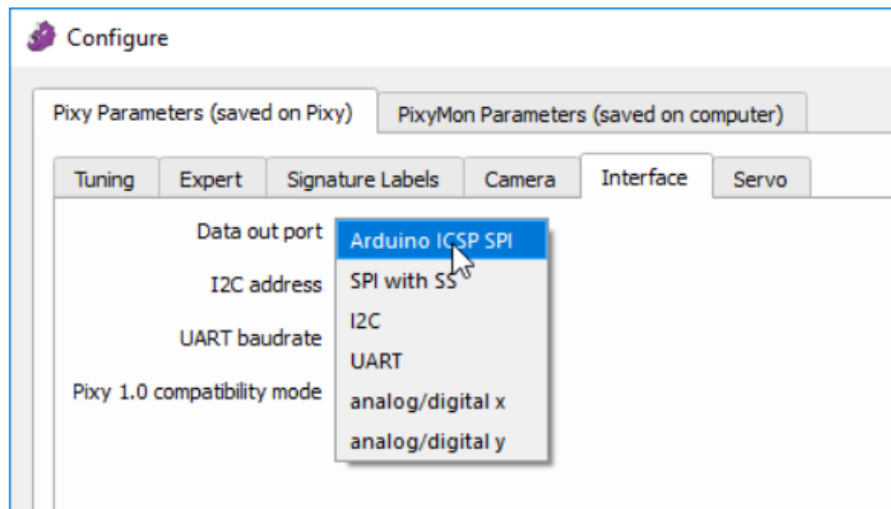 Configure
Pixy Parameters (saved on Pixy) PixyMon Parameters (saved on computer)
Tuning Expert Signature Labels Camera Interface Servo
Data out port Arduino ICSP SPI
I2C address SPI with SS
I2C
UART baudrate
UART
Pixy 1.0 compatibility mode analog/digital x
analog/digital y